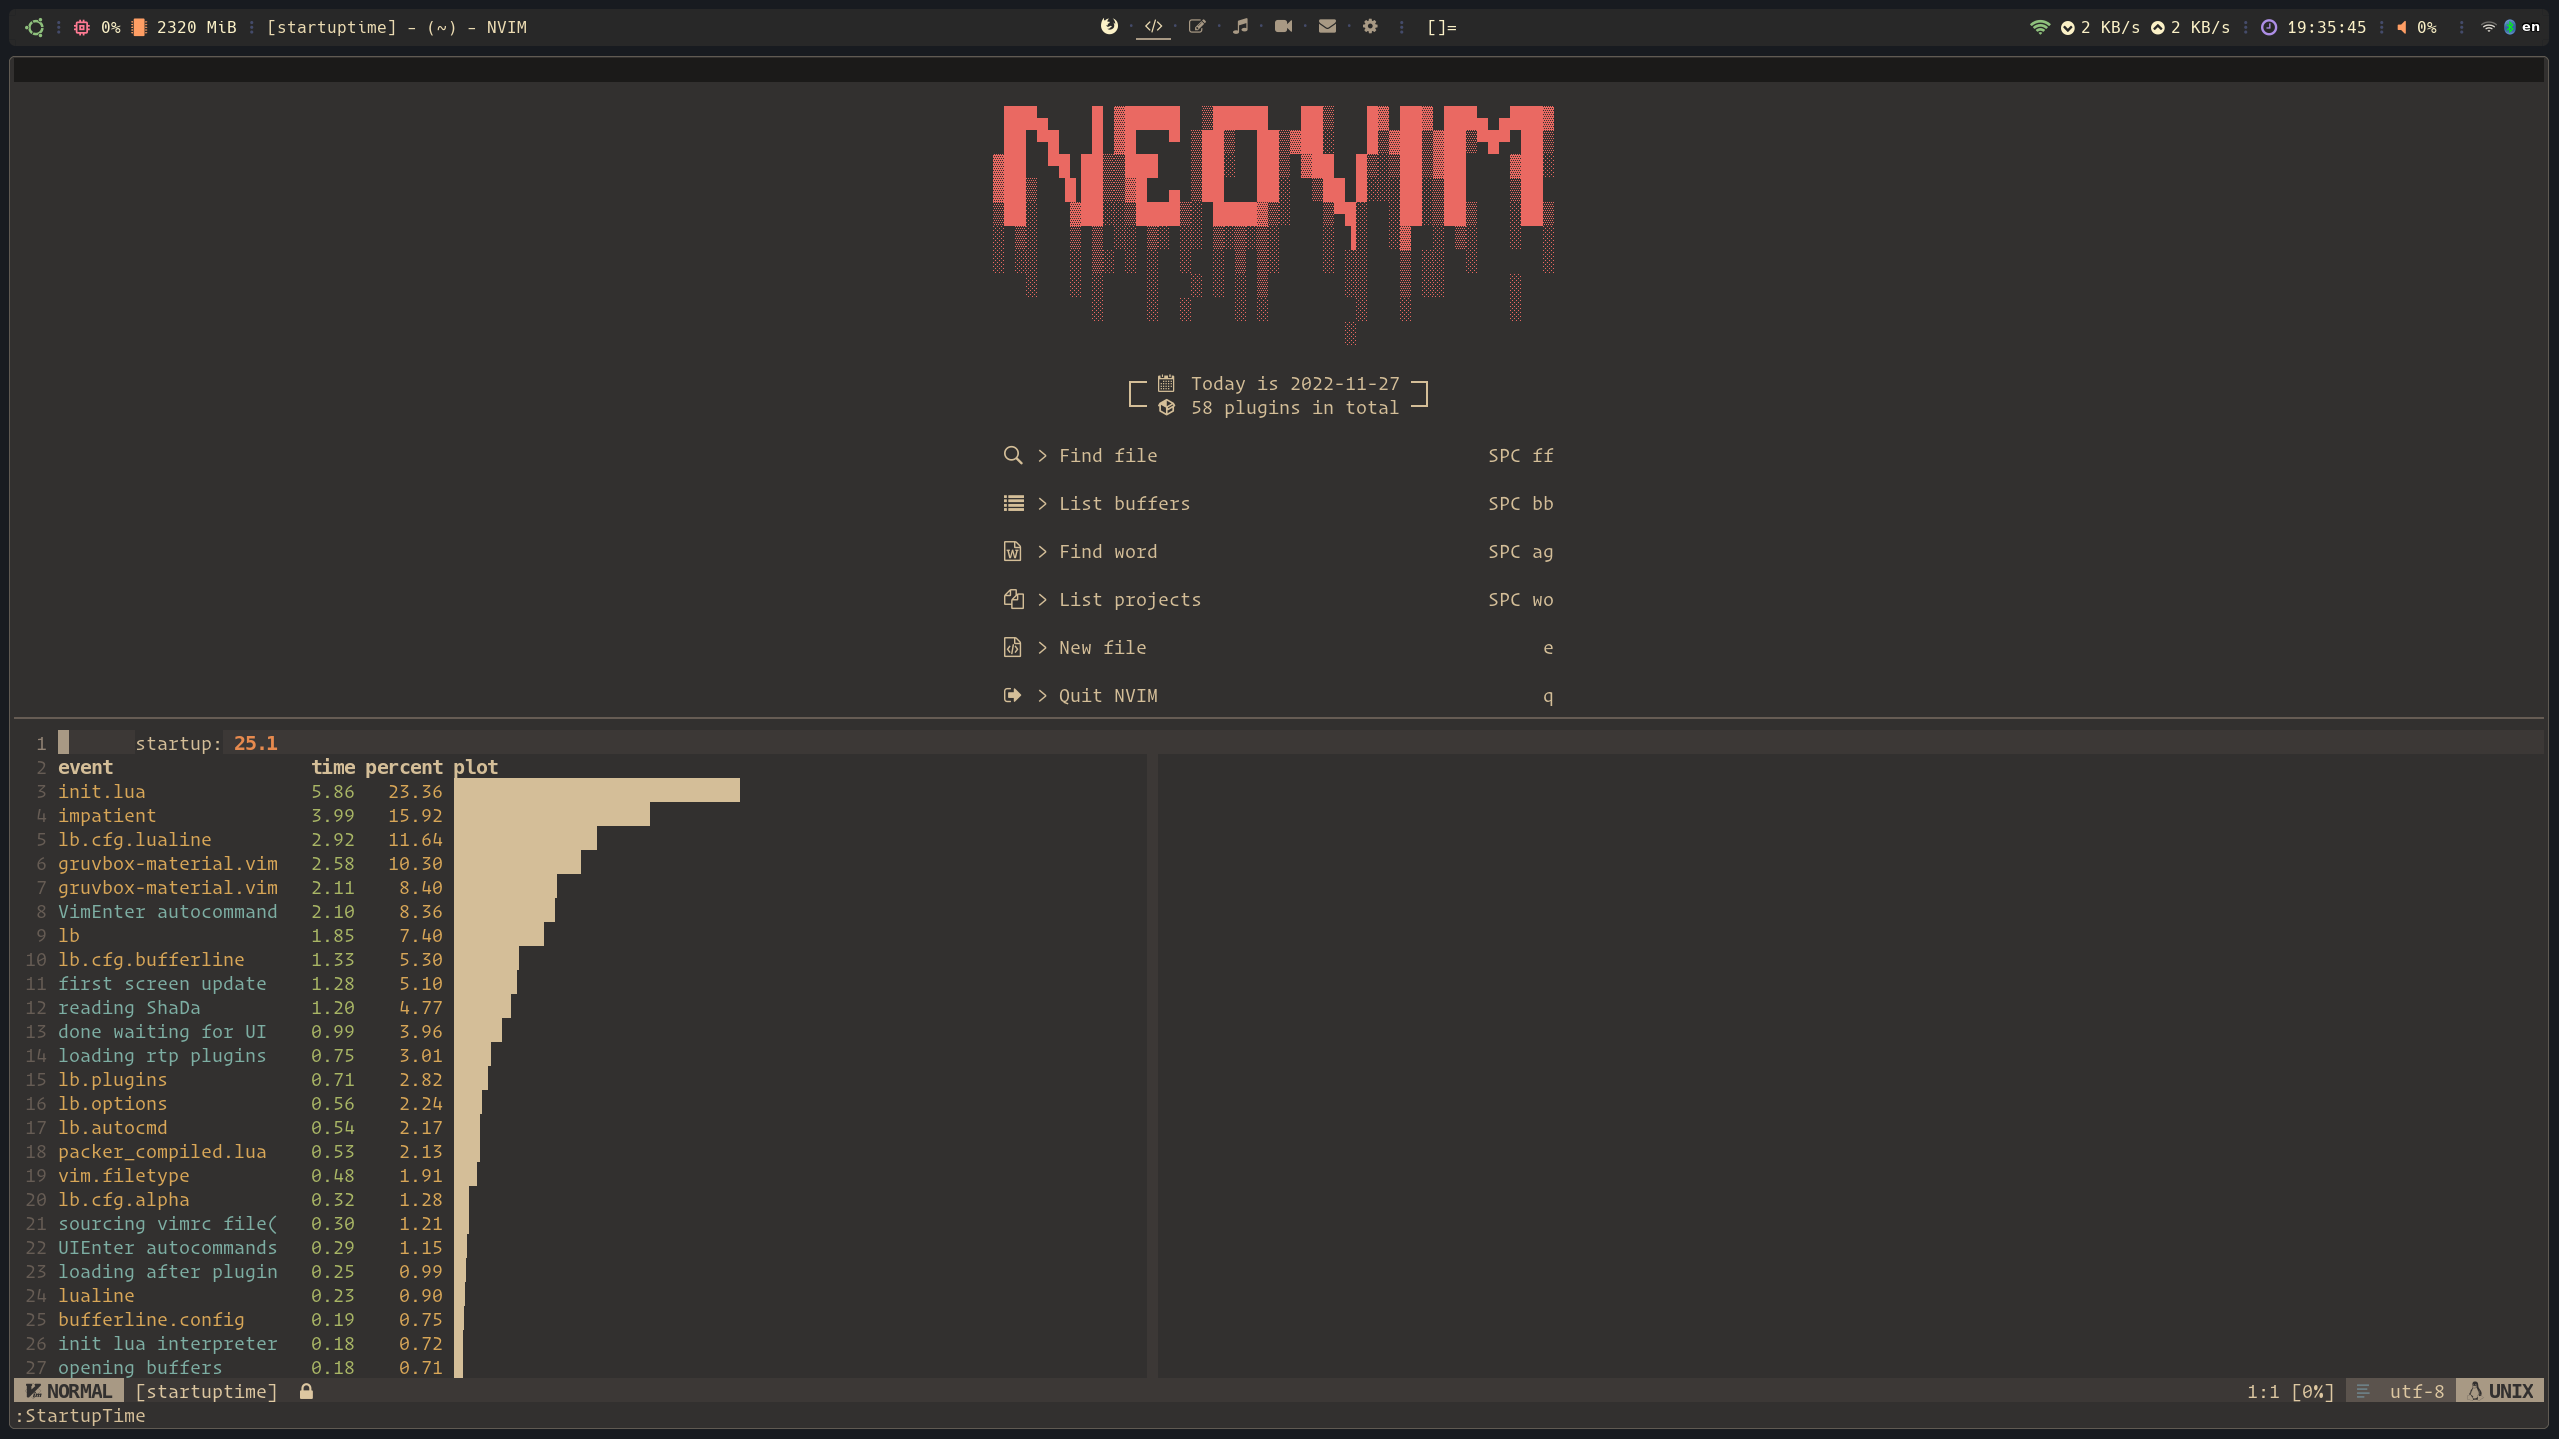 0% 2320 MiB [startuptime] – (~) – NVIM []= 2 KB/s 2 KB/s 19:35:45 0% en
NEOVIM
Today is 2022-11-27
58 plugins in total
> Find file SPC ff
> List buffers SPC bb
> Find word SPC ag
> List projects SPC wo
> New file e
> Quit NVIM q
1 startup: 25.1
2 event time percent plot
3 init.lua 5.86 23.36
4 impatient 3.99 15.92
5 lb.cfg.lualine 2.92 11.64
6 gruvbox-material.vim 2.58 10.30
7 gruvbox-material.vim 2.11 8.40
8 VimEnter autocommand 2.10 8.36
9 lb 1.85 7.40
10 lb.cfg.bufferline 1.33 5.30
11 first screen update 1.28 5.10
12 reading ShaDa 1.20 4.77
13 done waiting for UI 0.99 3.96
14 loading rtp plugins 0.75 3.01
15 lb.plugins 0.71 2.82
16 lb.options 0.56 2.24
17 lb.autocmd 0.54 2.17
18 packer_compiled.lua 0.53 2.13
19 vim.filetype 0.48 1.91
20 lb.cfg.alpha 0.32 1.28
21 sourcing vimrc file( 0.30 1.21
22 UIEnter autocommands 0.29 1.15
23 loading after plugin 0.25 0.99
24 lualine 0.23 0.90
25 bufferline.config 0.19 0.75
26 init lua interpreter 0.18 0.72
27 opening buffers 0.18 0.71
NORMAL [startuptime] 1:1 [0%] utf-8 UNIX
:StartupTime